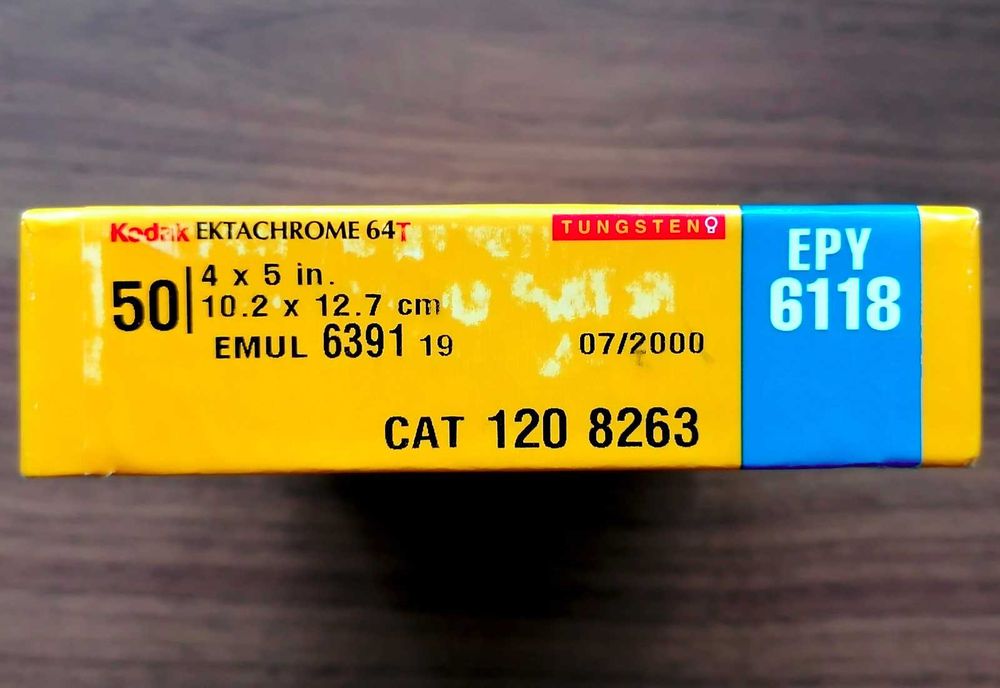 Kodak EKTACHROME 64T
TUNGSTEN
50
4 x 5 in.
10.2 x 12.7 cm
EMUL 6391 19
07/2000
CAT 120 8263
EPY
6118